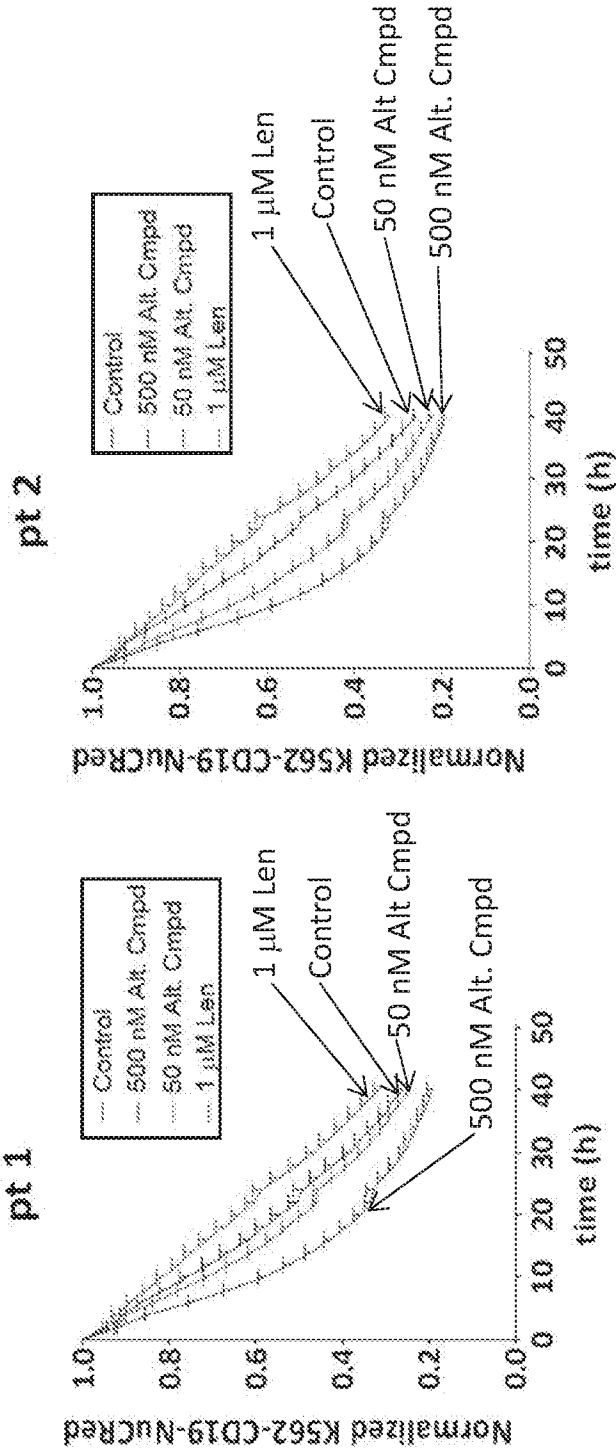 pt 1
Normalized K562-CD19-NuCRed
1.0
0.8
0.6
0.4
0.2
0.0
0 10 20 30 40 50
time (h)
Control
500 nM Alt. Cmpd
50 nM Alt. Cmpd
1 μM Len
1 μM Len
Control
50 nM Alt Cmpd
500 nM Alt. Cmpd
pt 2
Normalized K562-CD19-NuCRed
1.0
0.8
0.6
0.4
0.2
0.0
0 10 20 30 40 50
time (h)
Control
500 nM Alt. Cmpd
50 nM Alt. Cmpd
1 μM Len
1 μM Len
Control
50 nM Alt Cmpd
500 nM Alt. Cmpd